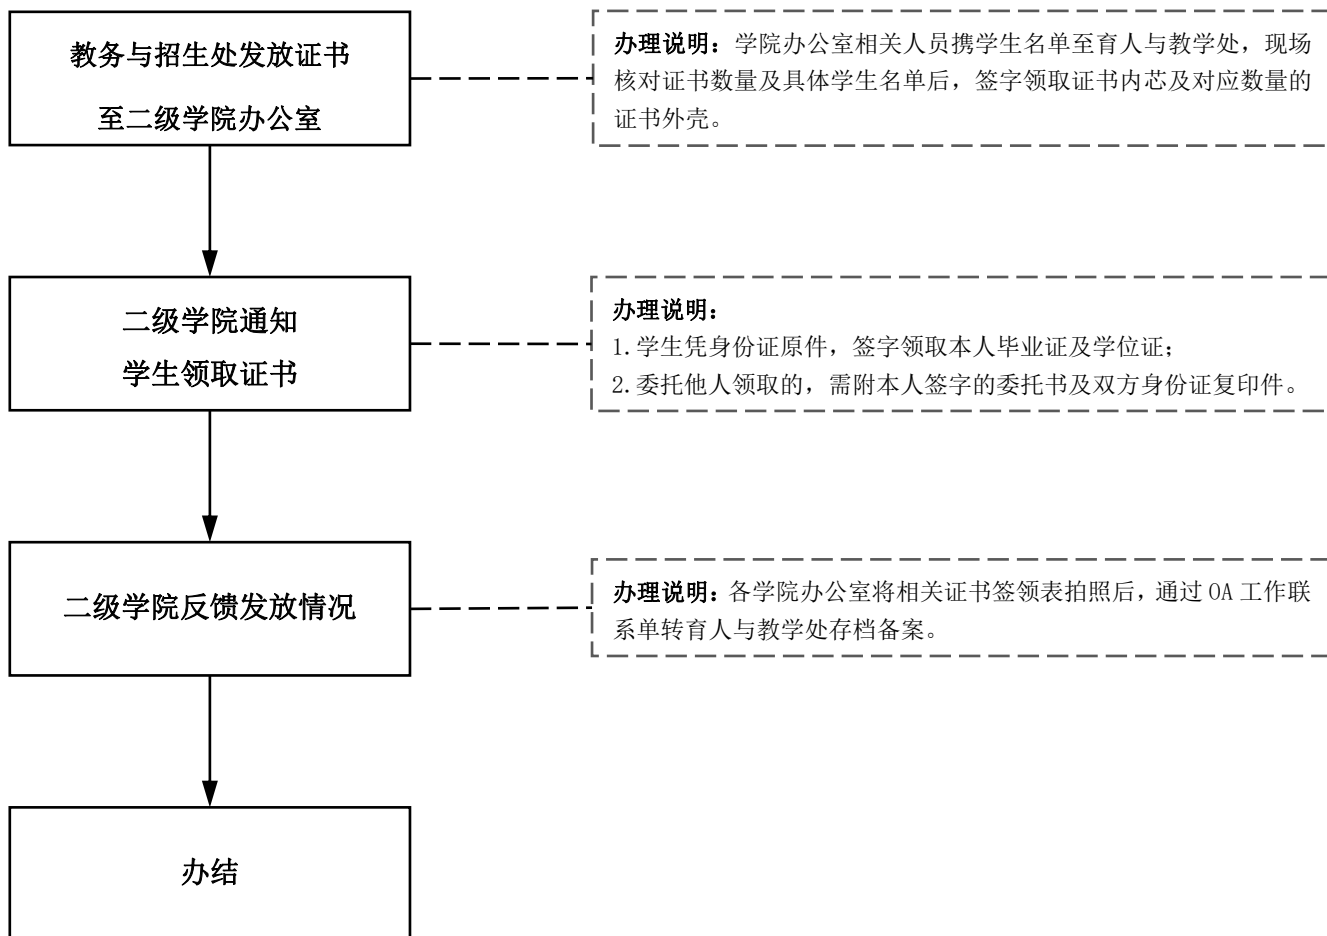 教务与招生处发放证书
至二级学院办公室
办理说明：学院办公室相关人员携学生名单至育人与教学处，现场
核对证书数量及具体学生名单后，签字领取证书内芯及对应数量的
证书外壳。
二级学院通知
学生领取证书
办理说明：
1.学生凭身份证原件，签字领取本人毕业证及学位证；
2.委托他人领取的，需附本人签字的委托书及双方身份证复印件。
二级学院反馈发放情况
办理说明：各学院办公室将相关证书签领表拍照后，通过 OA 工作联
系单转育人与教学处存档备案。
办结